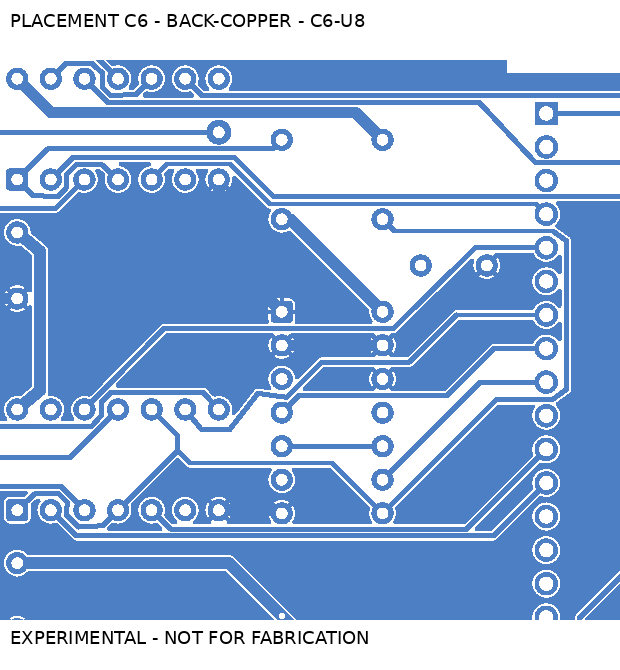 PLACEMENT C6 - BACK-COPPER - C6-U8
EXPERIMENTAL - NOT FOR FABRICATION